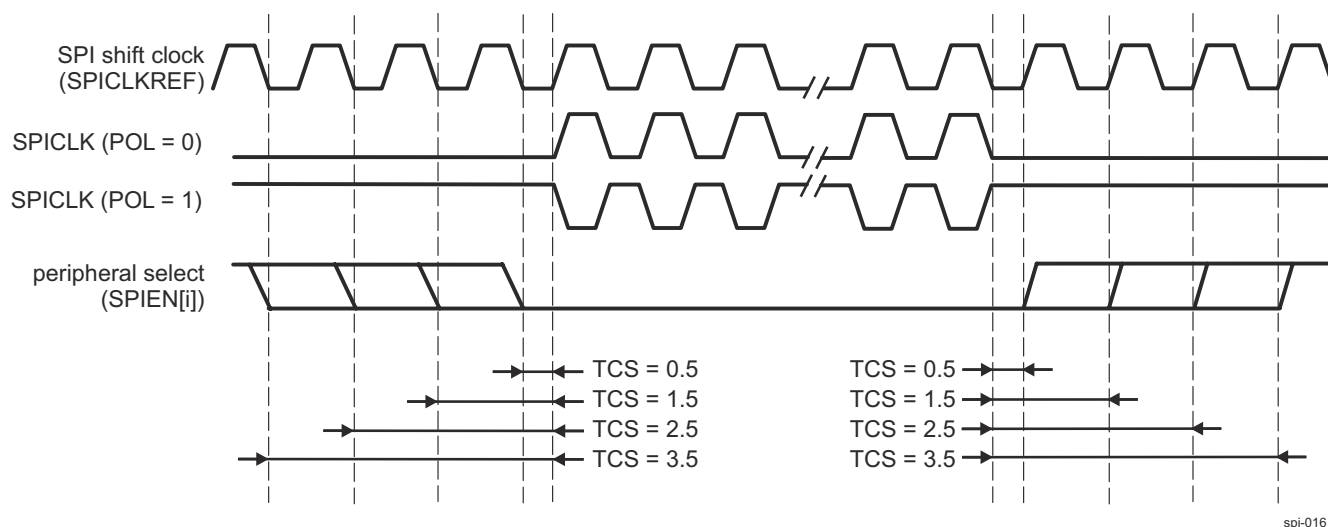 SPI shift clock
(SPICLKREF)
SPICLK (POL = 0)
SPICLK (POL = 1)
peripheral select
(SPIEN[i])
TCS = 0.5
TCS = 1.5
TCS = 2.5
TCS = 3.5
TCS = 0.5
TCS = 1.5
TCS = 2.5
TCS = 3.5
spi-016